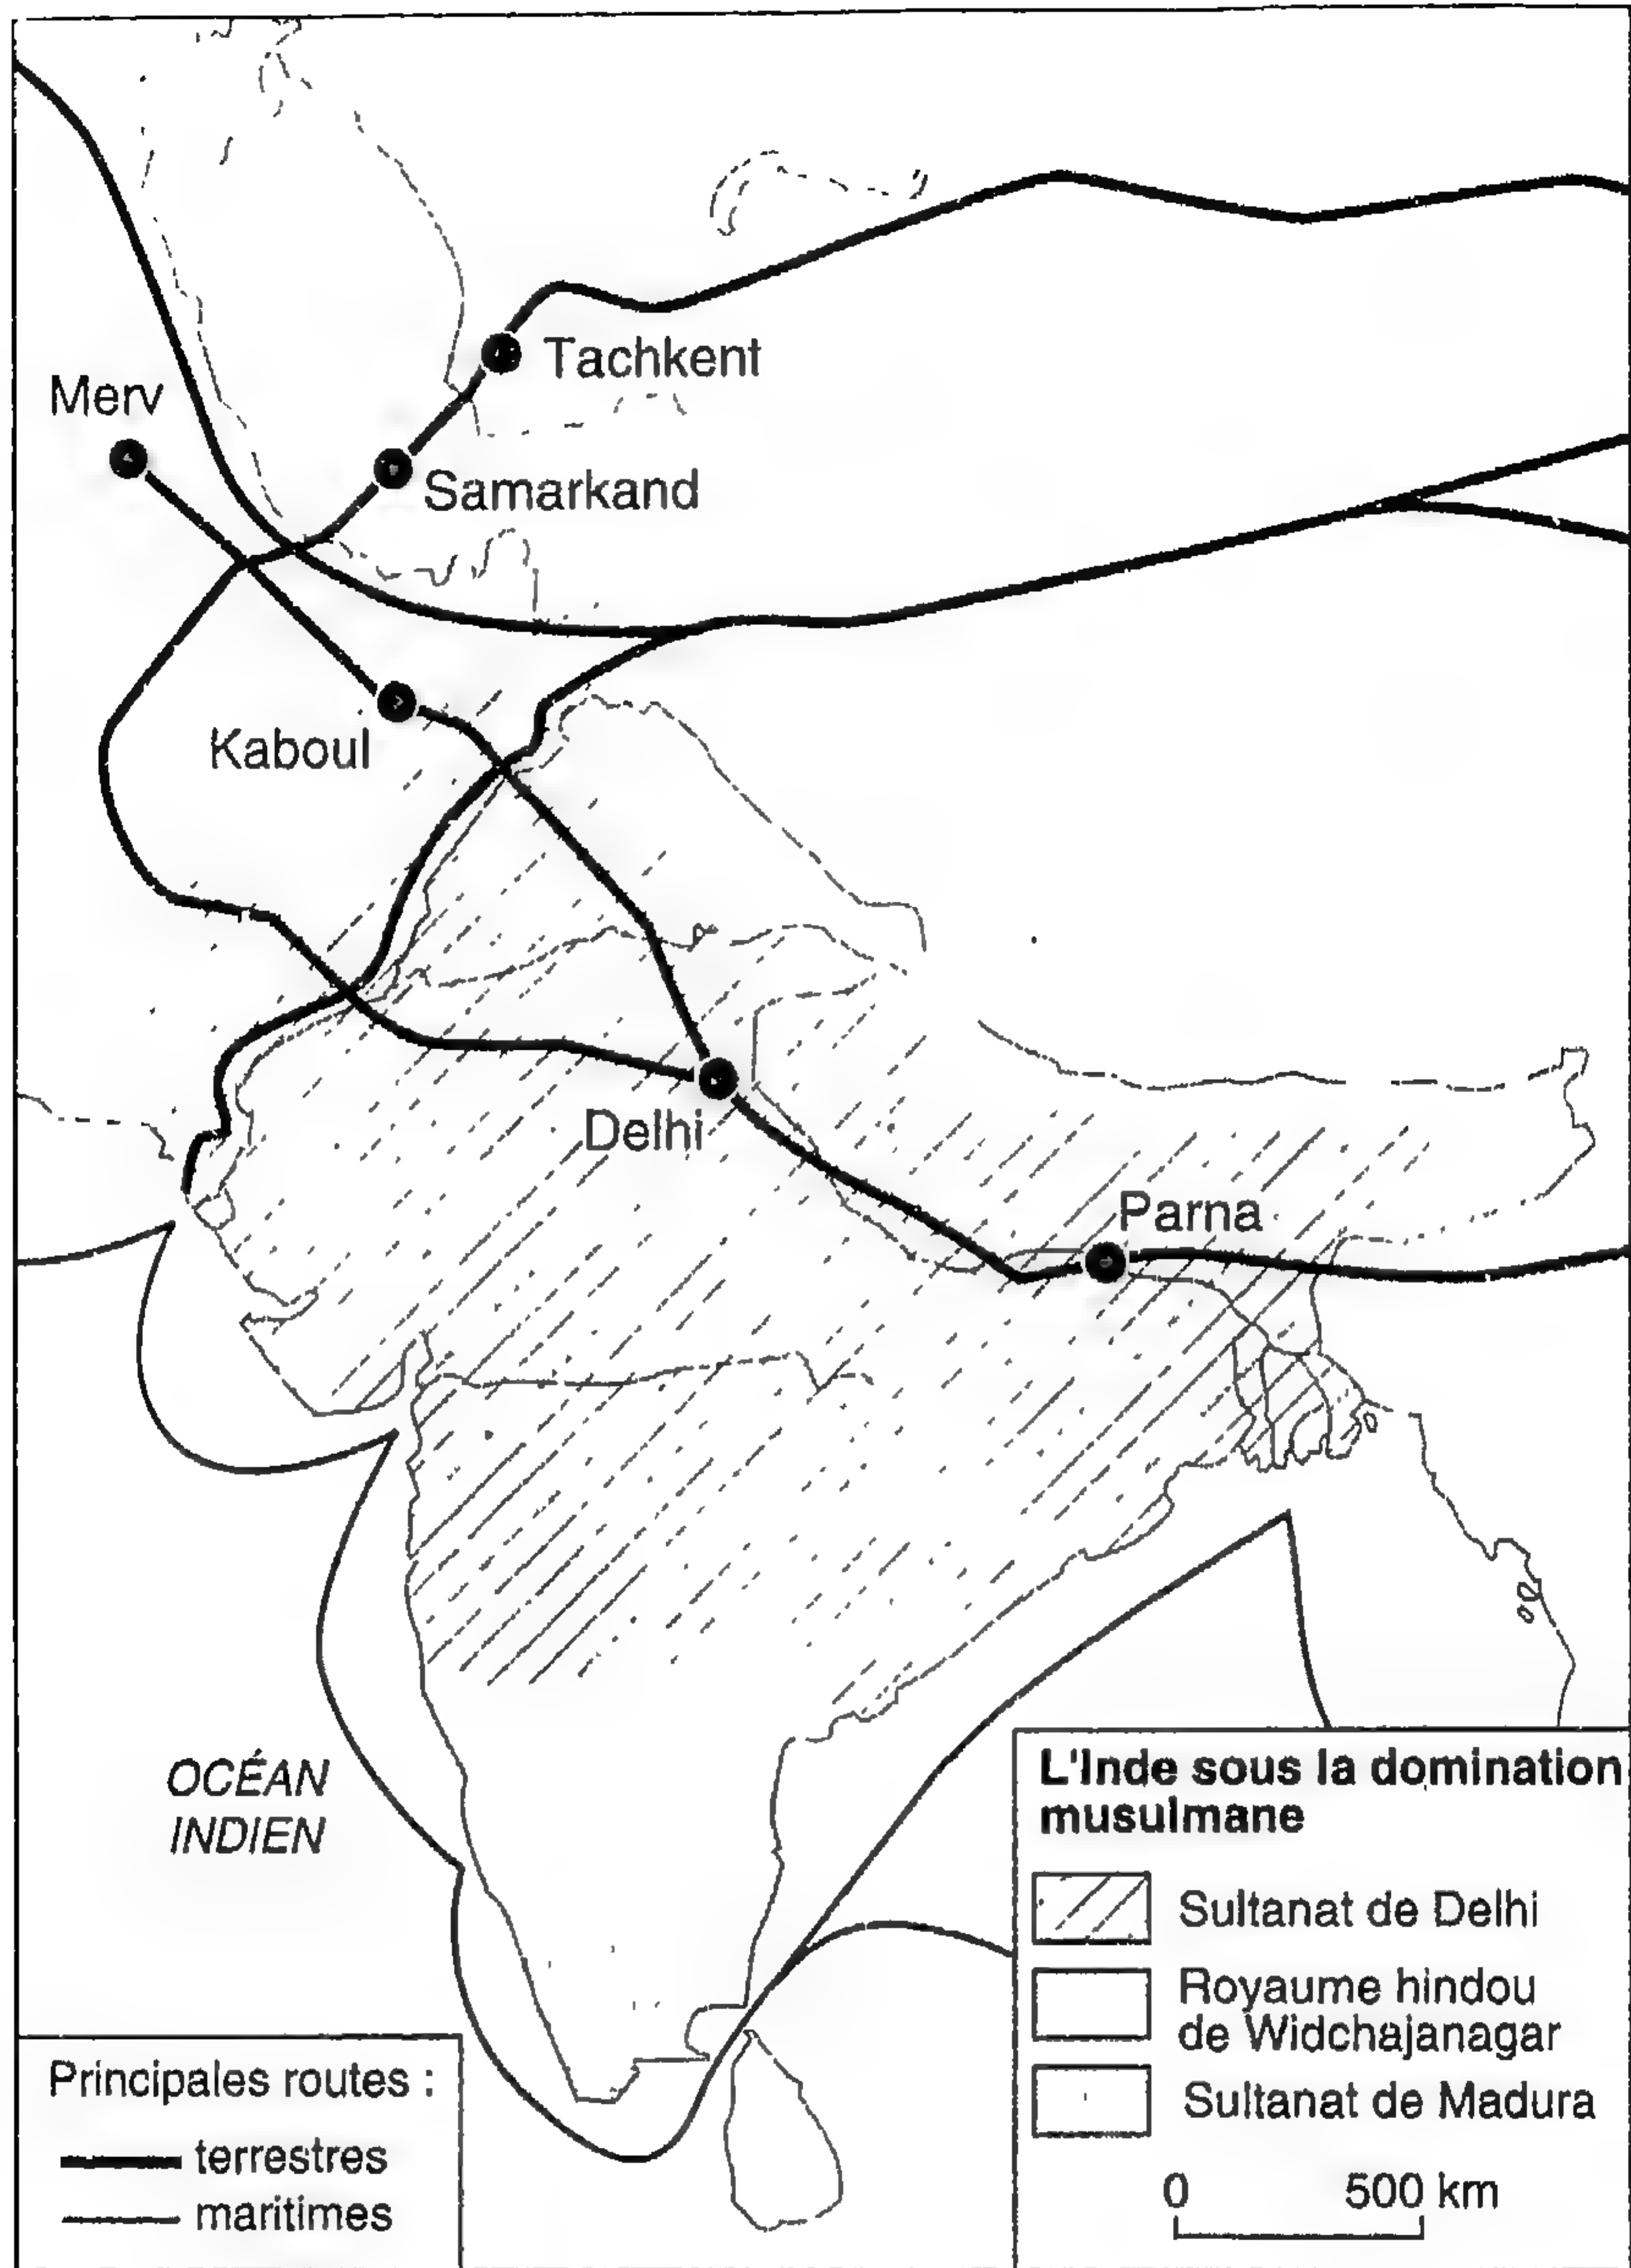 Tachkent
Merv
Samarkand
Kaboul
Delhi
Parna
OCÉAN
INDIEN
L'Inde sous la domination
musulmane
Sultanat de Delhi
Royaume hindou
de Widchajanagar
Sultanat de Madura
0 500 km
Principales routes :
terrestres
maritimes